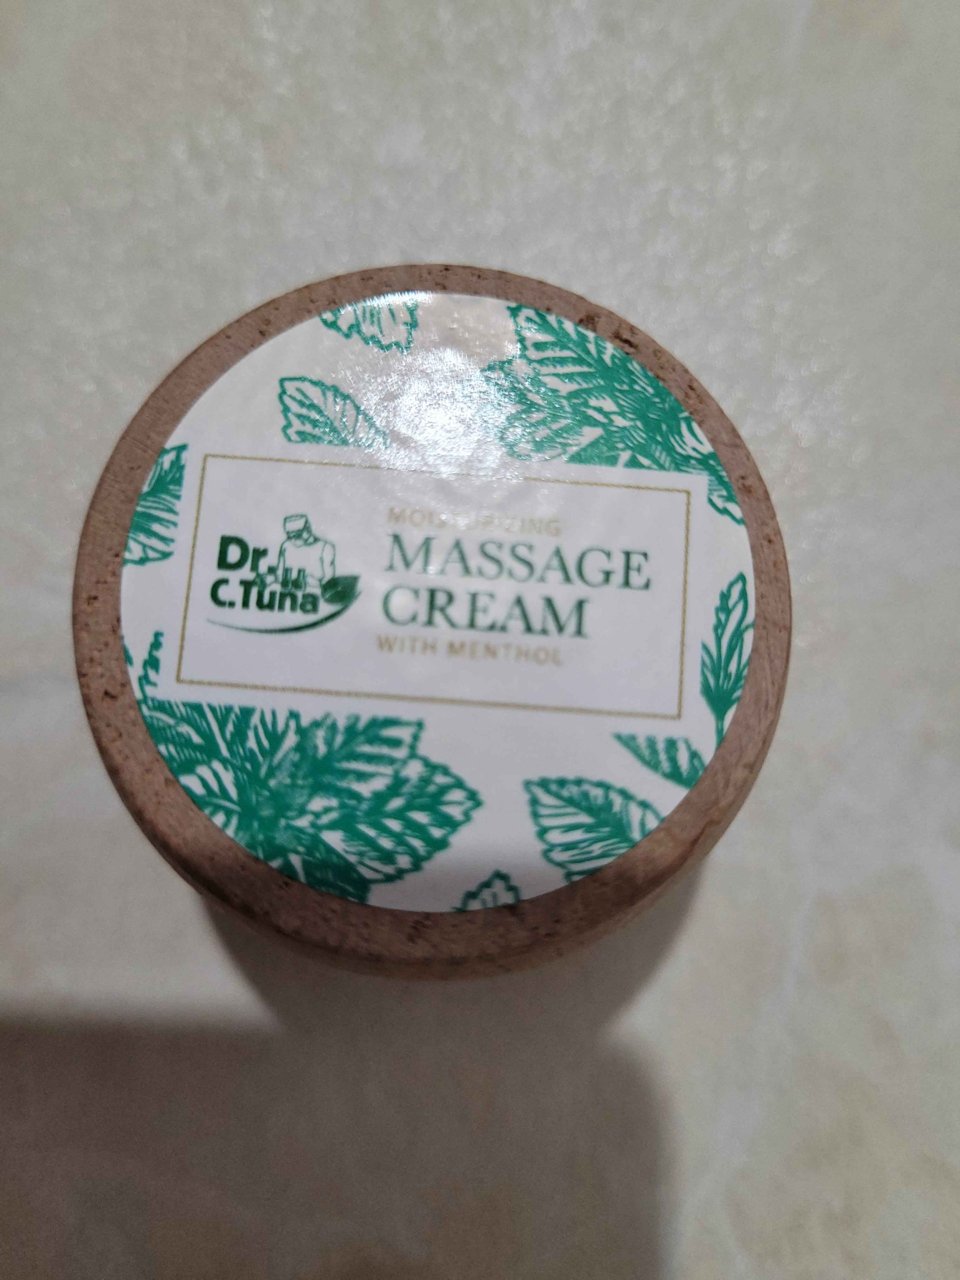 Dr.
C.Tuna
MOISTURIZING
MASSAGE
CREAM
WITH MENTHOL